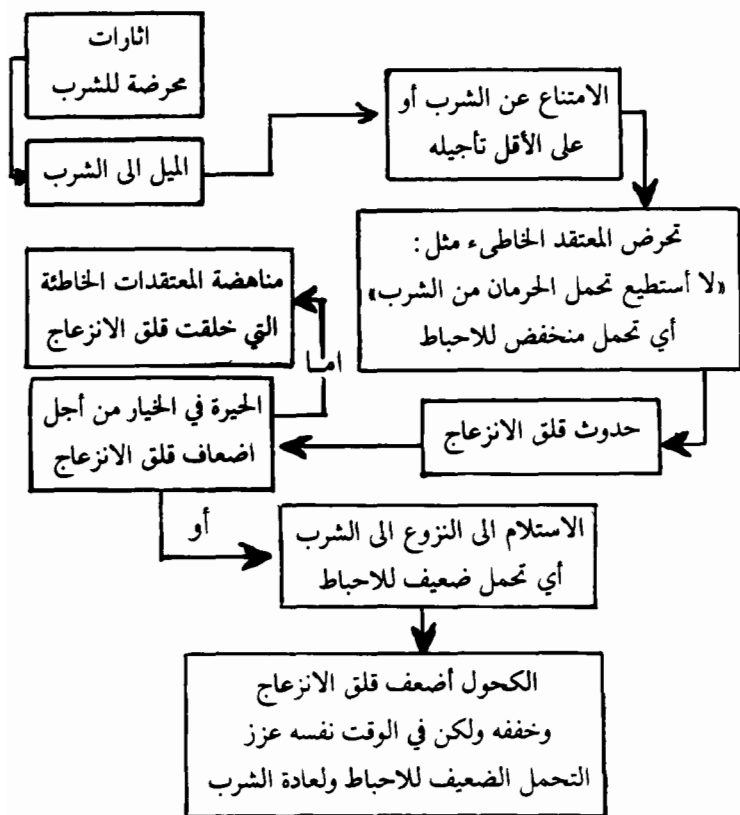 اثارات
محرضة للشرب
الميل الى الشرب
الامتناع عن الشرب أو
على الأقل تأجيله
تحرض المعتقد الخاطىء مثل :
«لا أستطيع تحمل الحرمان من الشرب»
أي تحمل منخفض للاحباط
حدوث قلق الانزعاج
الحيرة في الخيار من أجل
اضعاف قلق الانزعاج
اما
مناهضة المعتقدات الخاطئة
التي خلقت قلق الانزعاج
أو
الاستلام الى النزوع الى الشرب
أي تحمل ضعيف للاحباط
الكحول أضعف قلق الانزعاج
وخففه ولكن في الوقت نفسه عزز
التحمل الضعيف للاحباط ولعادة الشرب